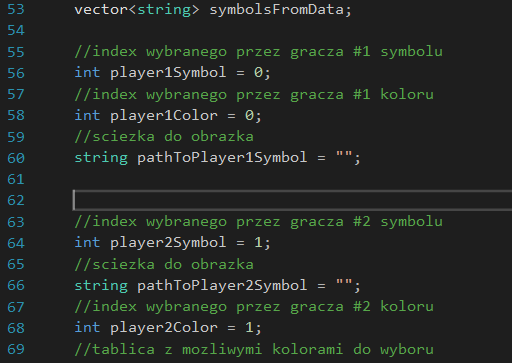 53 vector<string> symbolsFromData;
54
55 //index wybranego przez gracza #1 symbolu
56 int player1Symbol = 0;
57 //index wybranego przez gracza #1 koloru
58 int player1Color = 0;
59 //sciezka do obrazka
60 string pathToPlayer1Symbol = "";
61
62
63 //index wybranego przez gracza #2 symbolu
64 int player2Symbol = 1;
65 //sciezka do obrazka
66 string pathToPlayer2Symbol = "";
67 //index wybranego przez gracza #2 koloru
68 int player2Color = 1;
69 //tablica z mozliwymi kolorami do wyboru